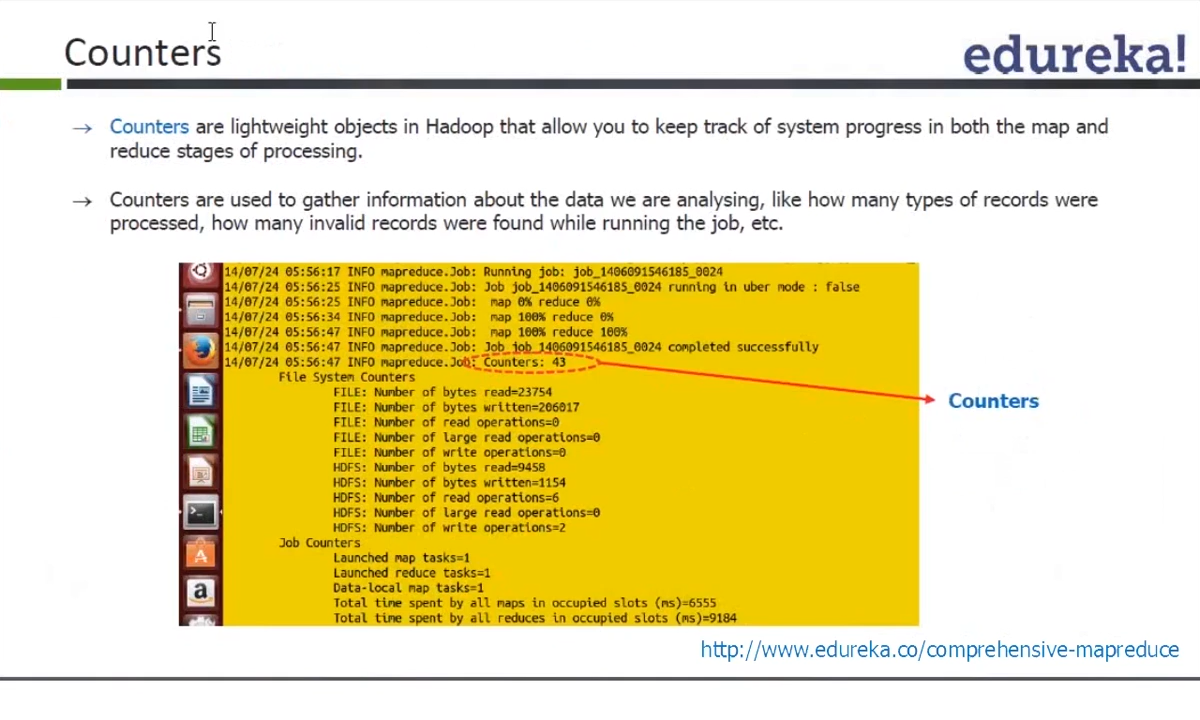 Counters
edureka!
→ Counters are lightweight objects in Hadoop that allow you to keep track of system progress in both the map and
reduce stages of processing.
→ Counters are used to gather information about the data we are analysing, like how many types of records were
processed, how many invalid records were found while running the job, etc.
14/07/24 05:56:17 INFO mapreduce.Job: Running job: job_1406091546185_0024
14/07/24 05:56:25 INFO mapreduce.Job: Job job_1406091546185_0024 running in uber mode : false
14/07/24 05:56:25 INFO mapreduce.Job:  map 0% reduce 0%
14/07/24 05:56:34 INFO mapreduce.Job:  map 100% reduce 0%
14/07/24 05:56:47 INFO mapreduce.Job:  map 100% reduce 100%
14/07/24 05:56:47 INFO mapreduce.Job: Job job_1406091546185_0024 completed successfully
14/07/24 05:56:47 INFO mapreduce.Job: Counters: 43
File System Counters
FILE: Number of bytes read=23754
FILE: Number of bytes written=206017
FILE: Number of read operations=0
FILE: Number of large read operations=0
FILE: Number of write operations=0
HDFS: Number of bytes read=9458
HDFS: Number of bytes written=1154
HDFS: Number of read operations=6
HDFS: Number of large read operations=0
HDFS: Number of write operations=2
Job Counters
Launched map tasks=1
Launched reduce tasks=1
Data-local map tasks=1
Total time spent by all maps in occupied slots (ms)=6555
Total time spent by all reduces in occupied slots (ms)=9184
Counters
http://www.edureka.co/comprehensive-mapreduce